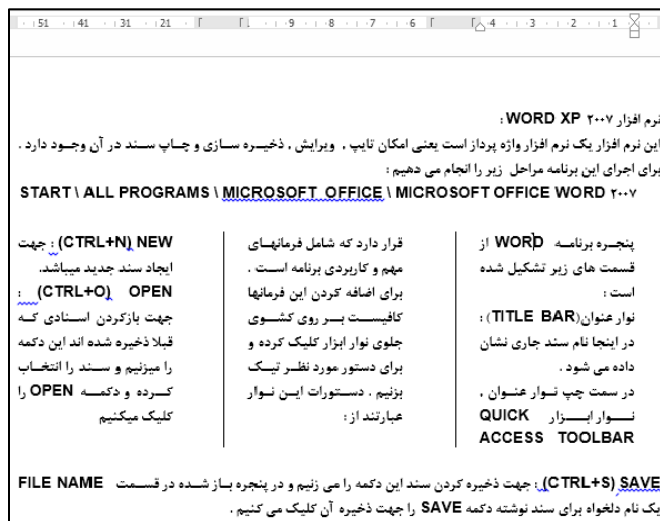 51 41 31 21 9 8 7 6 4 3 2 1
نرم افزار WORD XP ۲۰۰۷ :
این نرم افزار یک نرم افزار واژه پرداز است یعنی امکان تایپ , ویرایش , ذخیره سازی و چاپ سند در آن وجود دارد .
برای اجرای این برنامه مراحل زیر را انجام می دهیم :
START \ ALL PROGRAMS \ MICROSOFT OFFICE \ MICROSOFT OFFICE WORD ۲۰۰۷
پنجره برنامه WORD از
قسمت های زیر تشکیل شده
است :
نوار عنوان(TITLE BAR) :
در اینجا نام سند جاری نشان
داده می شود .
در سمت چپ نوار عنوان ,
نوار ابزار QUICK
ACCESS TOOLBAR
قرار دارد که شامل فرمانهای
مهم و کاربردی برنامه است .
برای اضافه کردن این فرمانها
کافیست بر روی کشوی
جلوی نوار ابزار کلیک کرده و
برای دستور مورد نظر تیک
بزنیم . دستورات این نوار
عبارتند از :
(CTRL+N) NEW : جهت
ایجاد سند جدید میباشد.
(CTRL+O) OPEN :
جهت بازکردن اسنادی که
قبلا ذخیره شده اند این دکمه
را میزنیم و سند را انتخاب
کرده و دکمه OPEN را
کلیک میکنیم
(CTRL+S) SAVE : جهت ذخیره کردن سند این دکمه را می زنیم و در پنجره باز شده در قسمت FILE NAME
یک نام دلخواه برای سند نوشته دکمه SAVE را جهت ذخیره آن کلیک می کنیم .